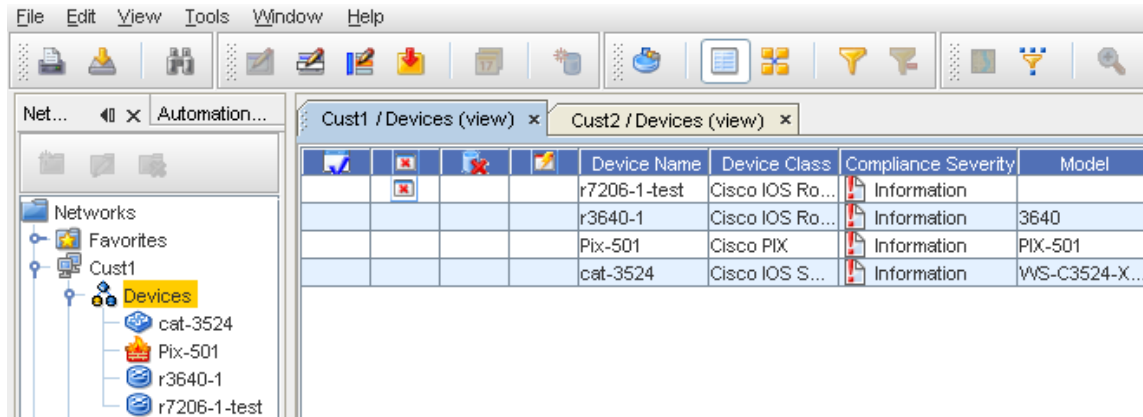 File Edit View Tools Window Help
17
Net... Automation...
Cust1 / Devices (view) Cust2 / Devices (view)
Device Name Device Class Compliance Severity Model
r7206-1-test Cisco IOS Ro... Information
r3640-1 Cisco IOS Ro... Information 3640
Pix-501 Cisco PIX Information PIX-501
cat-3524 Cisco IOS S... Information WS-C3524-X...
Networks
Favorites
Cust1
Devices
cat-3524
Pix-501
r3640-1
r7206-1-test